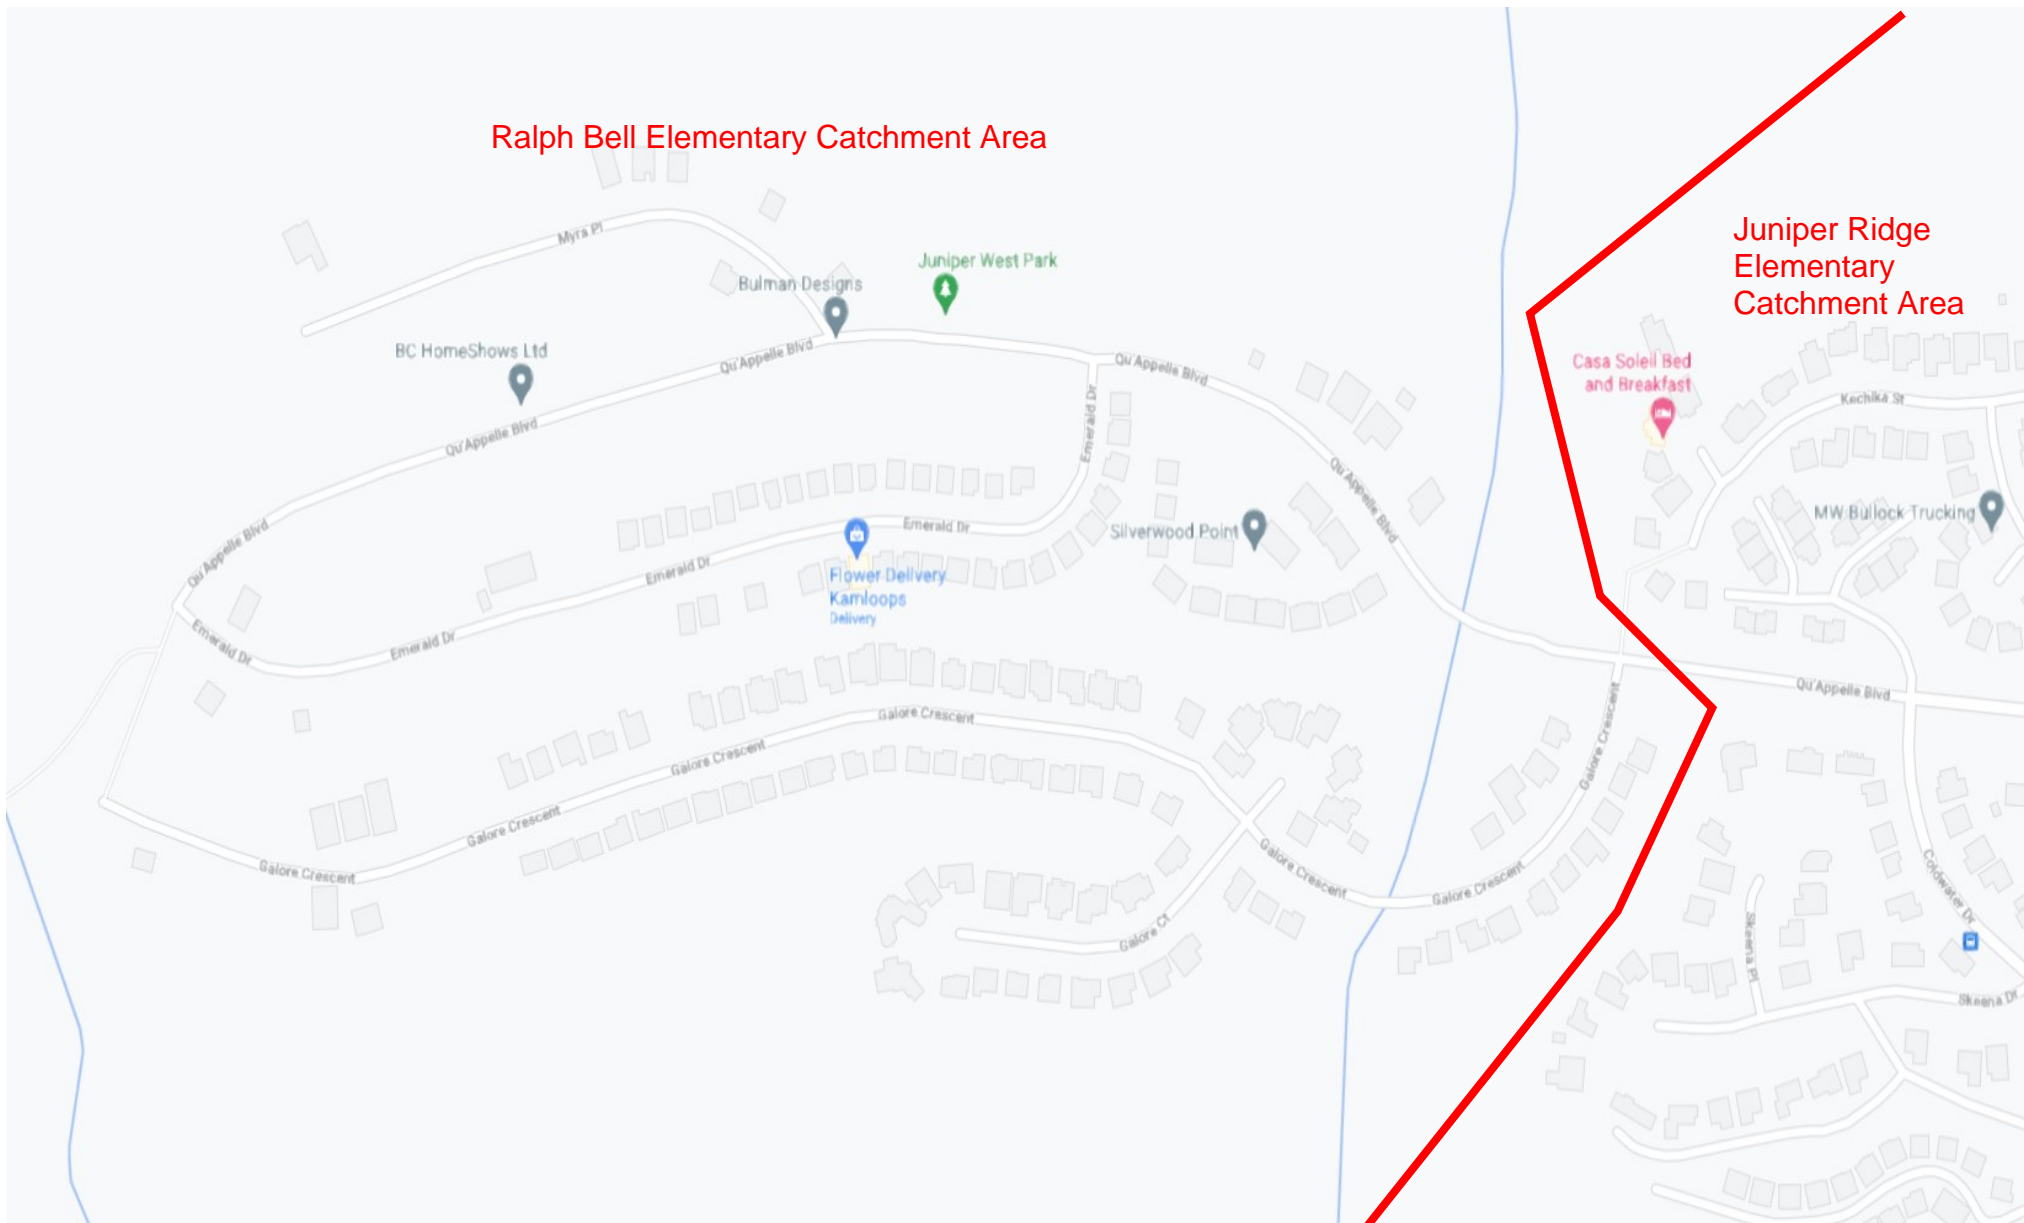 Ralph Bell Elementary Catchment Area
Juniper Ridge
Elementary
Catchment Area
Myra Pl
Juniper West Park
Bulman Designs
BC HomeShows Ltd
Qu'Appelle Blvd
Qu'Appelle Blvd
Casa Soleil Bed
and Breakfast
Kechika St
Emerald Dr
Qu'Appelle Blvd
Qu'Appelle Blvd
MW Bullock Trucking
Emerald Dr
Silverwood Point
Qu'Appelle Blvd
Emerald Dr
Flower Delivery
Kamloops
Delivery
Emerald Dr
Emerald Dr
Qu'Appelle Blvd
Galore Crescent
Galore Crescent
Galore Crescent
Galore Crescent
Galore Crescent
Galore Crescent
Galore Crescent
Coldwater Dr
Galore Ct
Skeena Pl
Skeena Dr